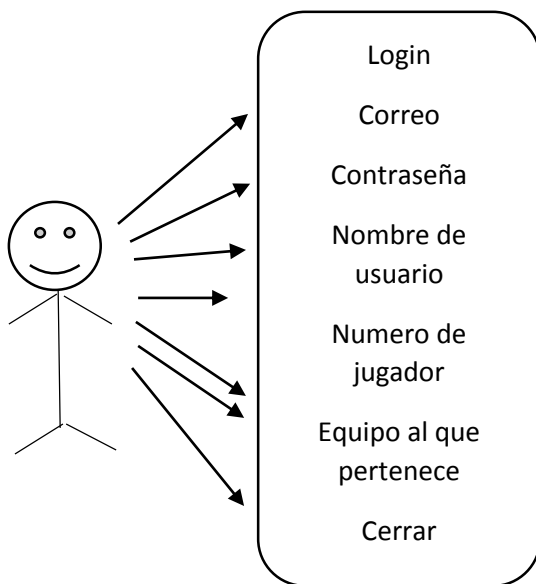 Login
Correo
Contraseña
Nombre de
usuario
Numero de
jugador
Equipo al que
pertenece
Cerrar